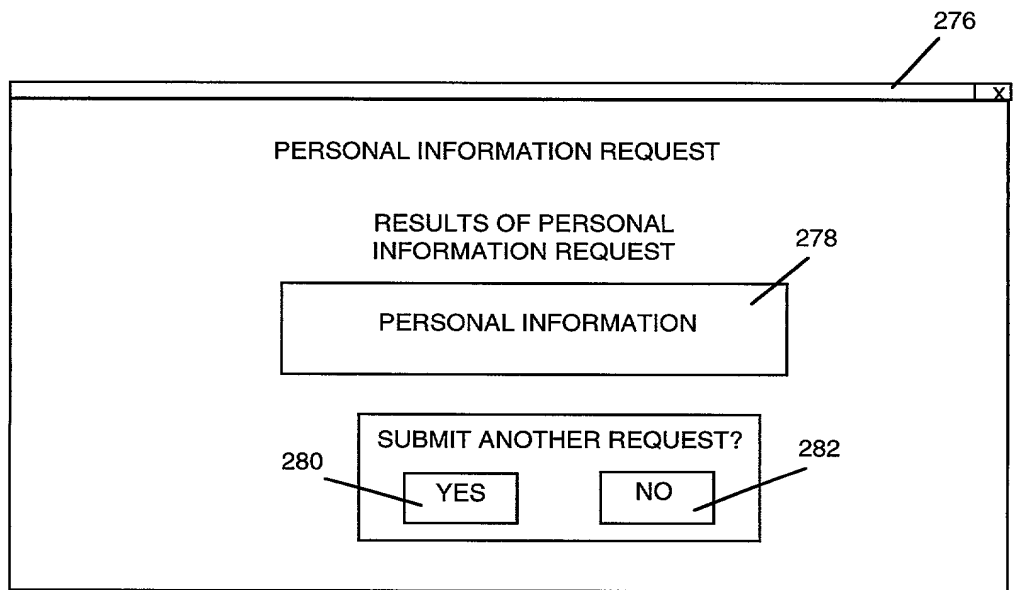 276
X
PERSONAL INFORMATION REQUEST
RESULTS OF PERSONAL
INFORMATION REQUEST
278
PERSONAL INFORMATION
SUBMIT ANOTHER REQUEST?
280
YES
NO
282